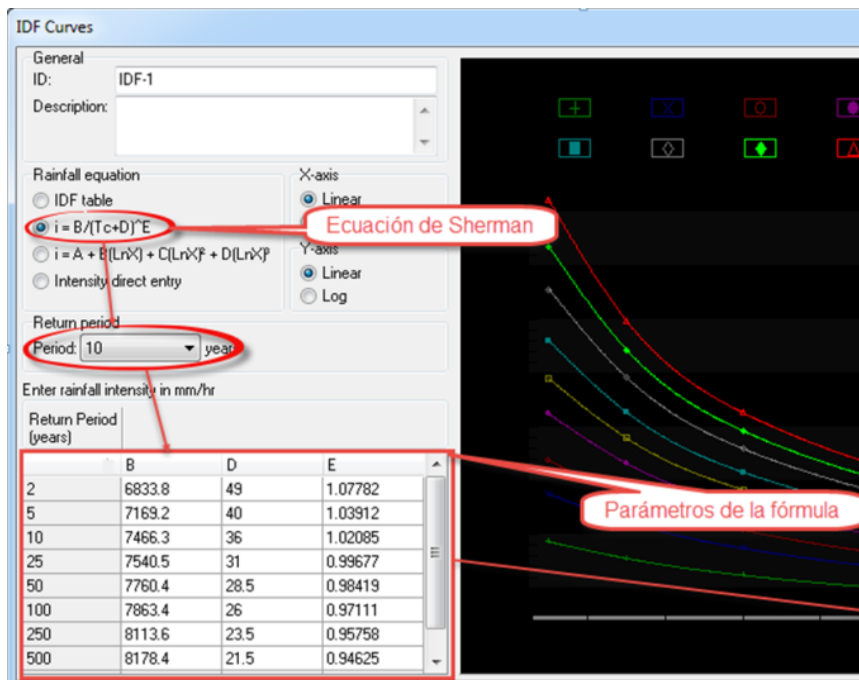 IDF Curves
General
ID: IDF-1
Description:
Rainfall equation
IDF table
i = B/(Tc+D)^E
i = A + B(LnX) + C(LnX)² + D(LnX)³
Intensity direct entry
X-axis
Linear
Y-axis
Linear
Log
Ecuación de Sherman
Return period
Period: 10 years
Enter rainfall intensity in mm/hr
Return Period
(years)
B D E
2 6833.8 49 1.07782
5 7169.2 40 1.03912
10 7466.3 36 1.02085
25 7540.5 31 0.99677
50 7760.4 28.5 0.98419
100 7863.4 26 0.97111
250 8113.6 23.5 0.95758
500 8178.4 21.5 0.94625
Parámetros de la fórmula